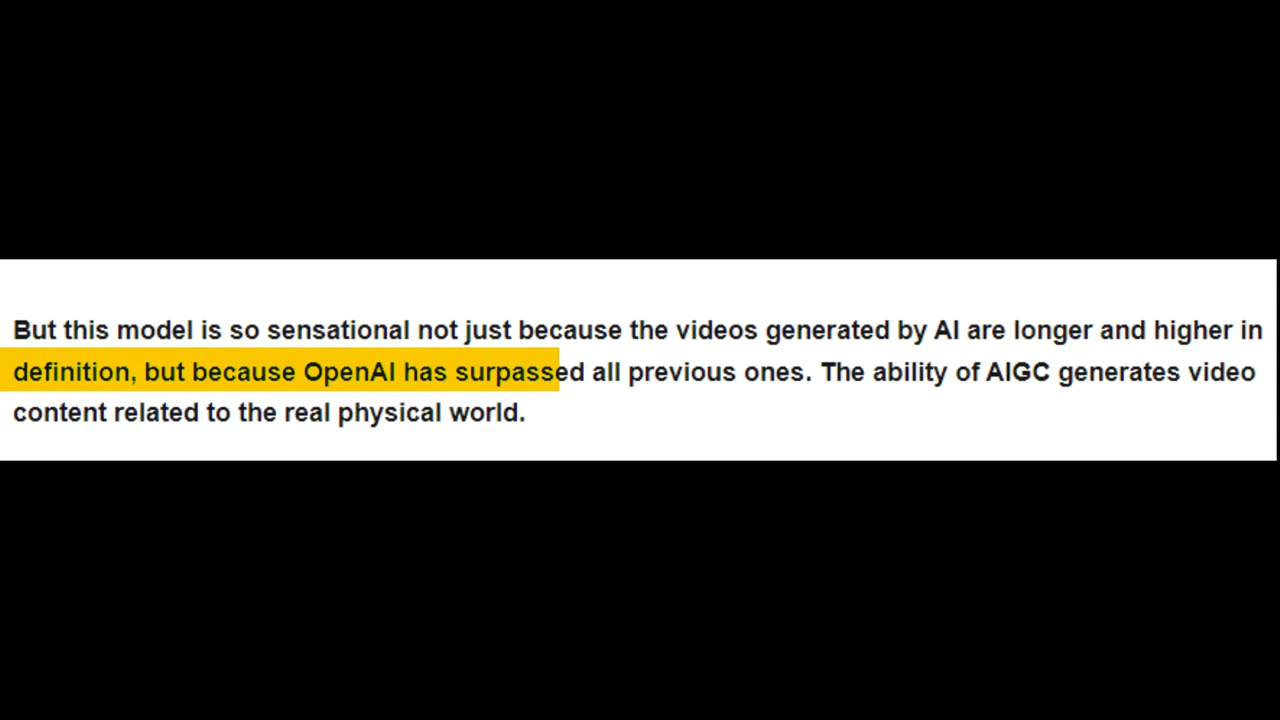 But this model is so sensational not just because the videos generated by AI are longer and higher in
definition, but because OpenAI has surpassed all previous ones. The ability of AIGC generates video
content related to the real physical world.